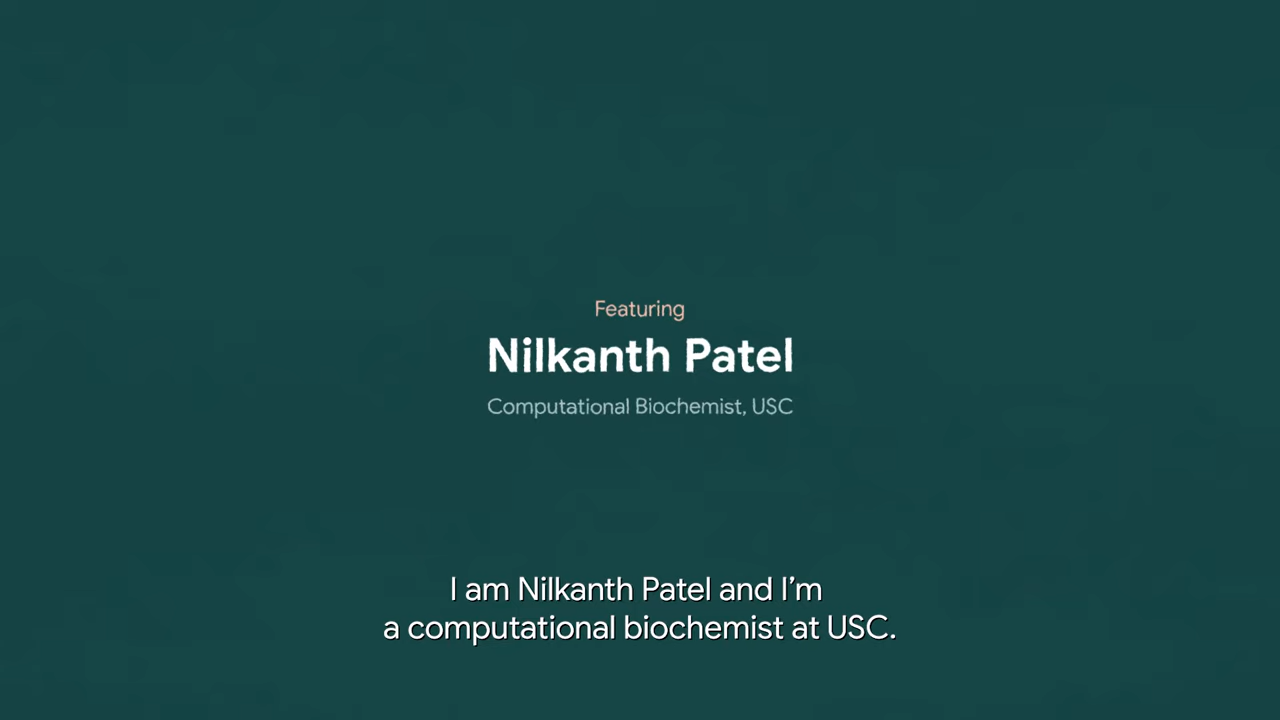 Featuring
Nilkanth Patel
Computational Biochemist, USC
I am Nilkanth Patel and I’m
a computational biochemist at USC.